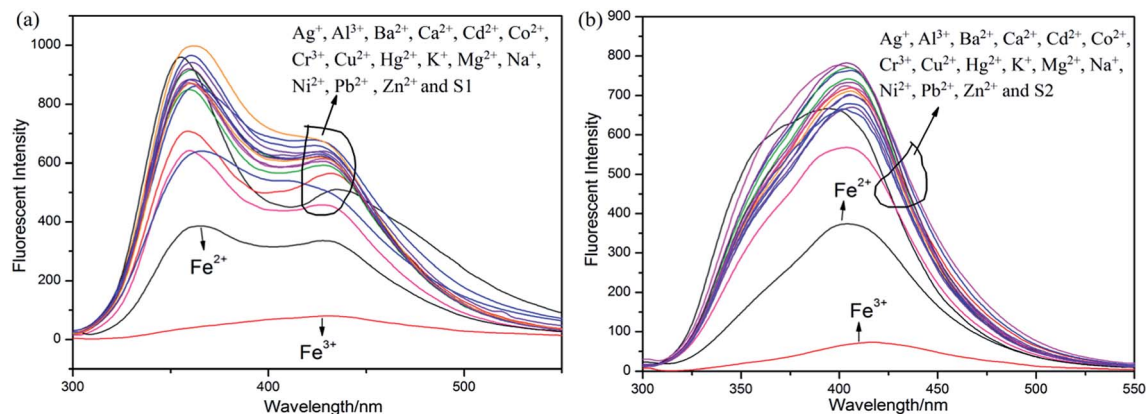 (a)
Ag⁺, Al³⁺, Ba²⁺, Ca²⁺, Cd²⁺, Co²⁺,
Cr³⁺, Cu²⁺, Hg²⁺, K⁺, Mg²⁺, Na⁺,
Ni²⁺, Pb²⁺ , Zn²⁺ and S1
Fluorescent Intensity
1000
800
600
400
200
0
Fe²⁺
Fe³⁺
300
400
500
Wavelength/nm
(b)
Ag⁺, Al³⁺, Ba²⁺, Ca²⁺, Cd²⁺, Co²⁺,
Cr³⁺, Cu²⁺, Hg²⁺, K⁺, Mg²⁺, Na⁺,
Ni²⁺, Pb²⁺, Zn²⁺ and S2
Fluorescent Intensity
900
800
700
600
500
400
300
200
100
0
Fe²⁺
Fe³⁺
300
350
400
450
500
550
Wavelength/nm